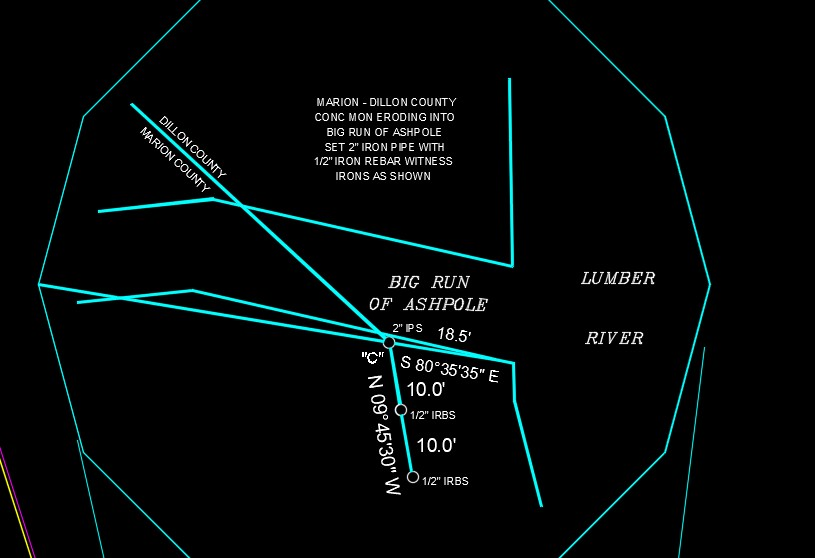 MARION - DILLON COUNTY
CONC MON ERODING INTO
BIG RUN OF ASHPOLE
SET 2" IRON PIPE WITH
1/2" IRON REBAR WITNESS
IRONS AS SHOWN
DILLON COUNTY
MARION COUNTY
BIG RUN
OF ASHPOLE
LUMBER
RIVER
2" IPS
18.5'
"C"
S 80°35'35" E
10.0'
1/2" IRBS
N 09°45'30" W
10.0'
1/2" IRBS